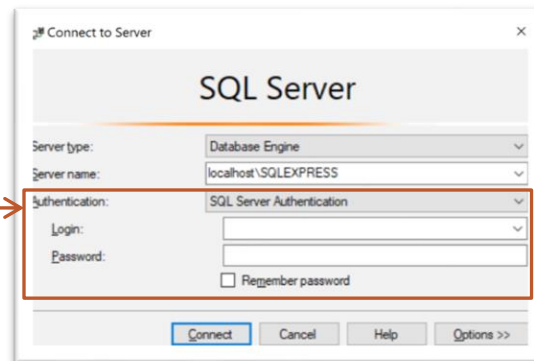 Connect to Server
SQL Server
Server type: Database Engine
Server name: localhost\SQLEXPRESS
Authentication: SQL Server Authentication
Login:
Password:
Remember password
Connect Cancel Help Options >>